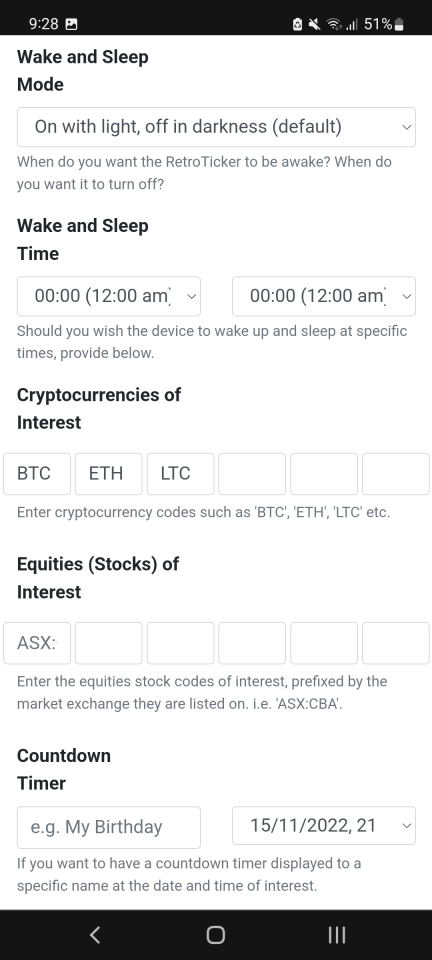 9:28 51%
Wake and Sleep
Mode
On with light, off in darkness (default)
When do you want the RetroTicker to be awake? When do
you want it to turn off?
Wake and Sleep
Time
00:00 (12:00 am) 00:00 (12:00 am)
Should you wish the device to wake up and sleep at specific
times, provide below.
Cryptocurrencies of
Interest
BTC ETH LTC
Enter cryptocurrency codes such as 'BTC', 'ETH', 'LTC' etc.
Equities (Stocks) of
Interest
ASX:
Enter the equities stock codes of interest, prefixed by the
market exchange they are listed on. i.e. 'ASX:CBA'.
Countdown
Timer
e.g. My Birthday 15/11/2022, 21
If you want to have a countdown timer displayed to a
specific name at the date and time of interest.